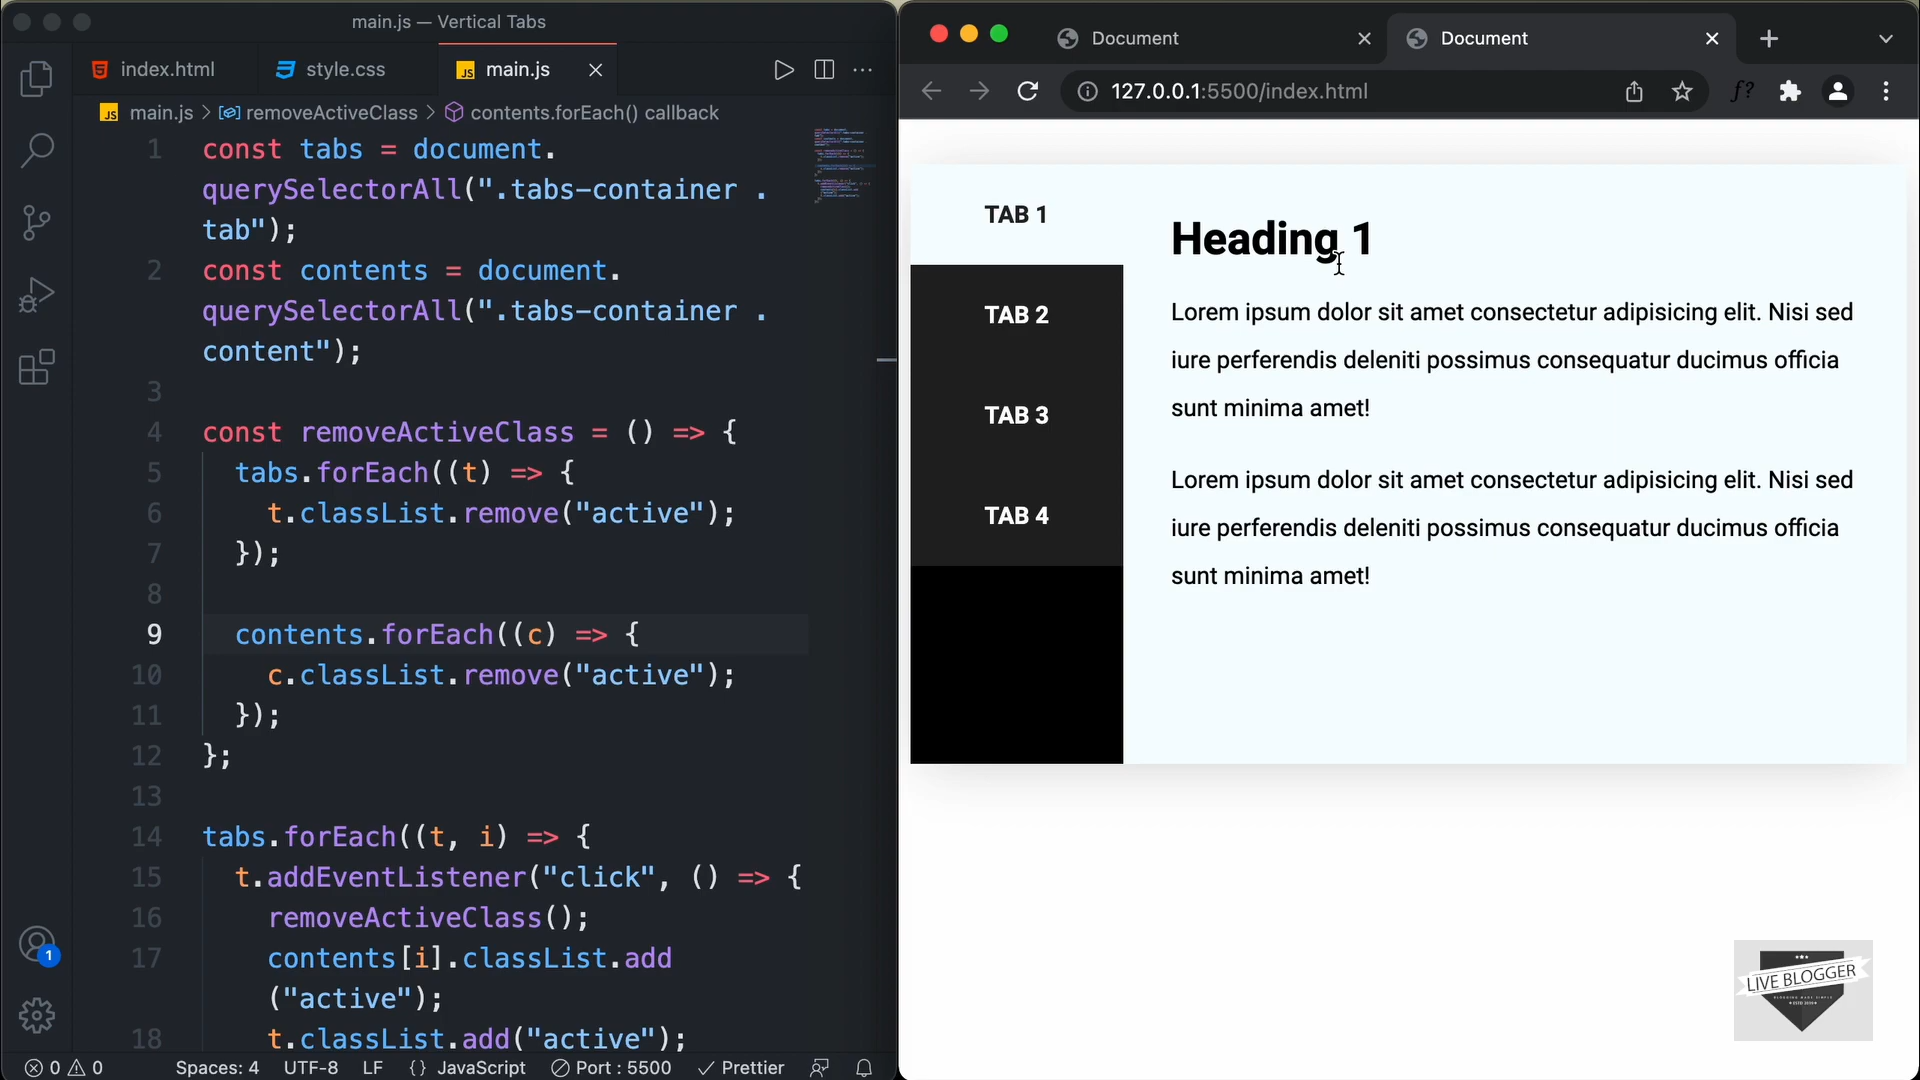 main.js — Vertical Tabs
index.html
style.css
JS main.js
JS main.js > removeActiveClass > contents.forEach() callback
1 const tabs = document.
querySelectorAll(".tabs-container .
tab");
2 const contents = document.
querySelectorAll(".tabs-container .
content");
3
4 const removeActiveClass = () => {
5 tabs.forEach((t) => {
6 t.classList.remove("active");
7 });
8
9 contents.forEach((c) => {
10 c.classList.remove("active");
11 });
12 };
13
14 tabs.forEach((t, i) => {
15 t.addEventListener("click", () => {
16 removeActiveClass();
17 contents[i].classList.add
("active");
18 t.classList.add("active");
1
0 0
Spaces: 4
UTF-8
LF
{} JavaScript
Port : 5500
Prettier
Document
Document
127.0.0.1:5500/index.html
f?
TAB 1
TAB 2
TAB 3
TAB 4
Heading 1
Lorem ipsum dolor sit amet consectetur adipisicing elit. Nisi sed
iure perferendis deleniti possimus consequatur ducimus officia
sunt minima amet!
Lorem ipsum dolor sit amet consectetur adipisicing elit. Nisi sed
iure perferendis deleniti possimus consequatur ducimus officia
sunt minima amet!
LIVE BLOGGER
BLOGGING MADE SIMPLE